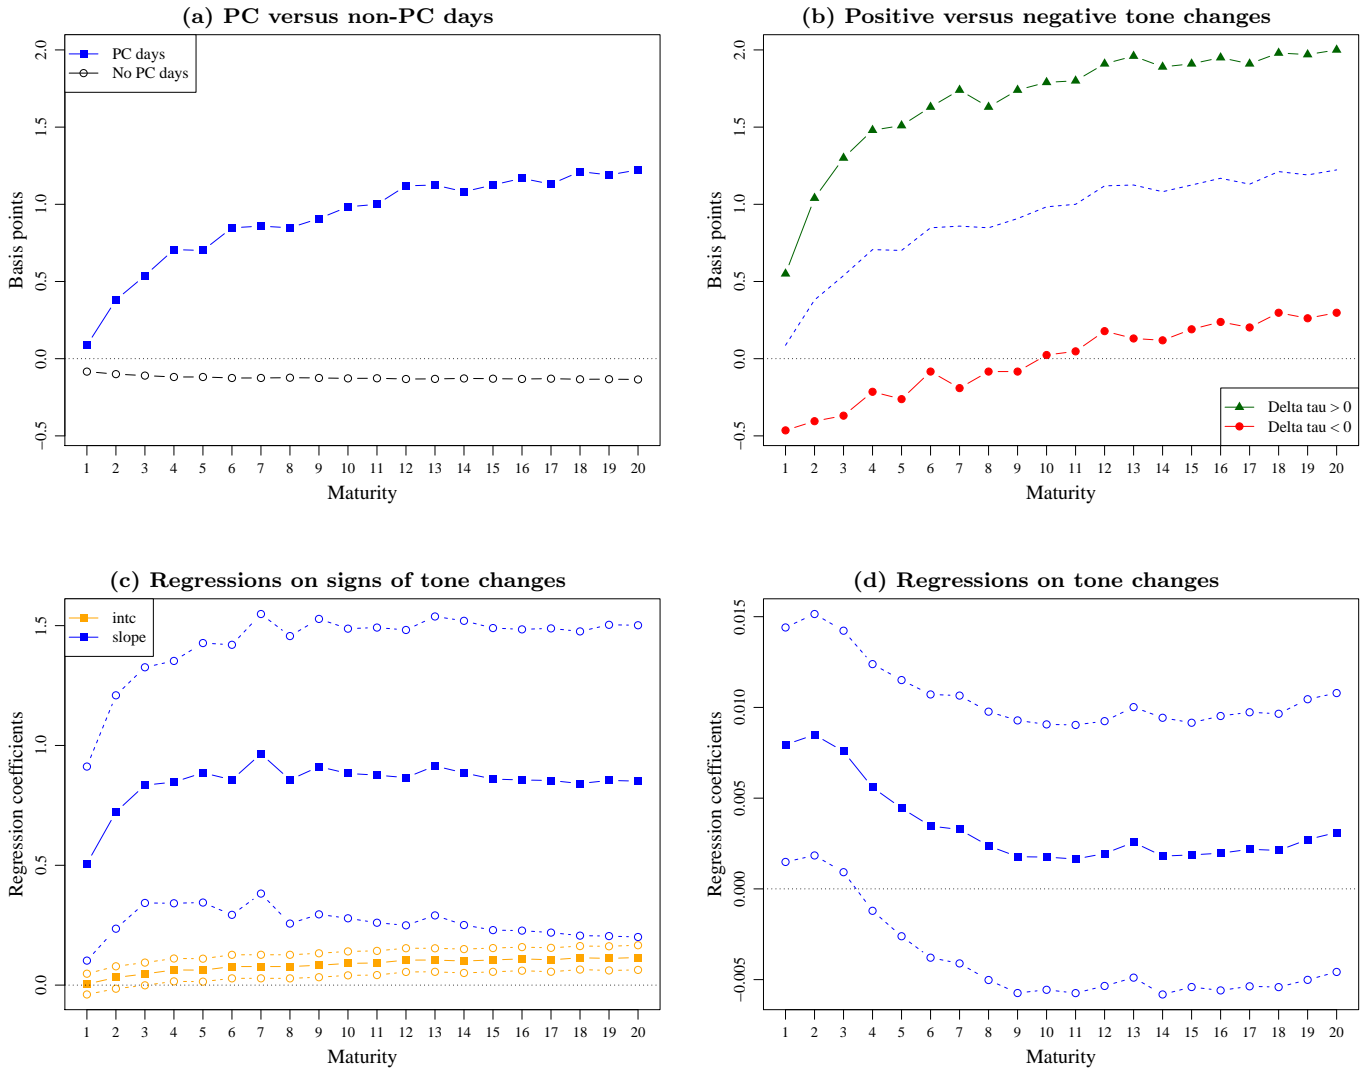 (a) PC versus non-PC days
PC days
No PC days
Basis points
2.0
1.5
1.0
0.5
0.0
−0.5
1 2 3 4 5 6 7 8 9 10 11 12 13 14 15 16 17 18 19 20
Maturity
(b) Positive versus negative tone changes
Basis points
2.0
1.5
1.0
0.5
0.0
−0.5
Delta tau > 0
Delta tau < 0
1 2 3 4 5 6 7 8 9 10 11 12 13 14 15 16 17 18 19 20
Maturity
(c) Regressions on signs of tone changes
intc
slope
Regression coefficients
1.5
1.0
0.5
0.0
1 2 3 4 5 6 7 8 9 10 11 12 13 14 15 16 17 18 19 20
Maturity
(d) Regressions on tone changes
Regression coefficients
0.015
0.010
0.005
0.000
−0.005
1 2 3 4 5 6 7 8 9 10 11 12 13 14 15 16 17 18 19 20
Maturity